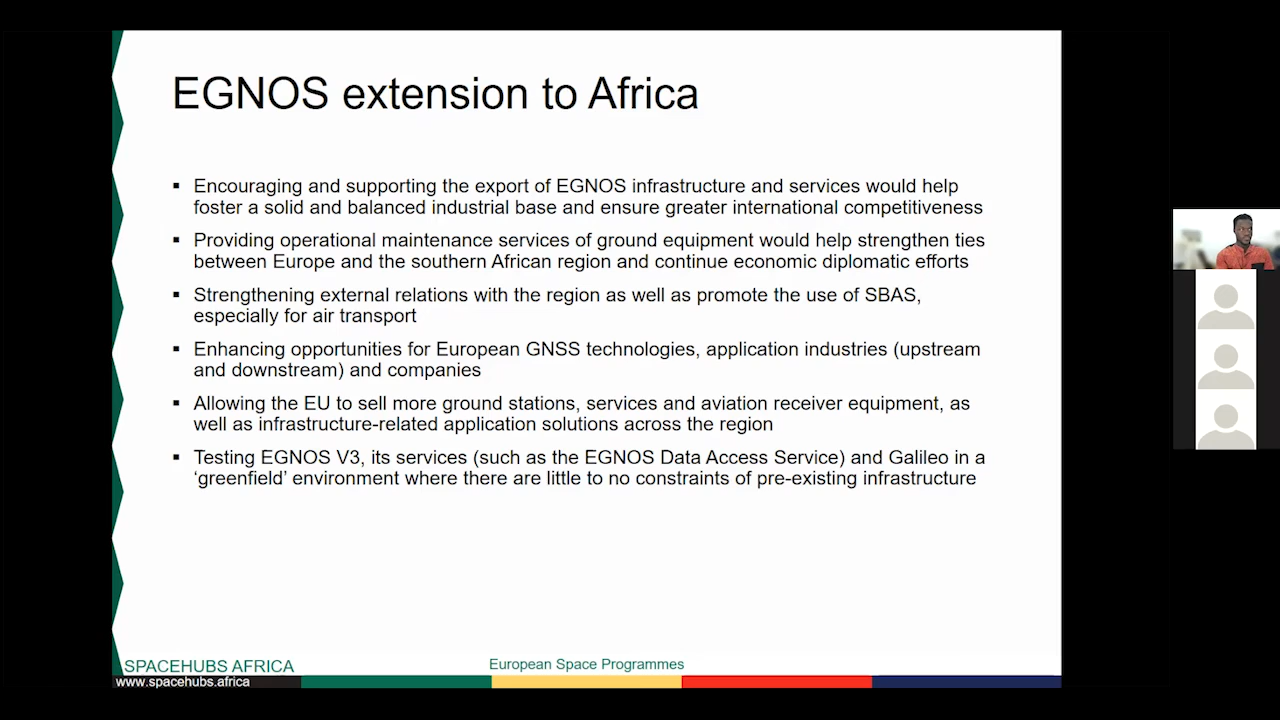 EGNOS extension to Africa
▪ Encouraging and supporting the export of EGNOS infrastructure and services would help
foster a solid and balanced industrial base and ensure greater international competitiveness
▪ Providing operational maintenance services of ground equipment would help strengthen ties
between Europe and the southern African region and continue economic diplomatic efforts
▪ Strengthening external relations with the region as well as promote the use of SBAS,
especially for air transport
▪ Enhancing opportunities for European GNSS technologies, application industries (upstream
and downstream) and companies
▪ Allowing the EU to sell more ground stations, services and aviation receiver equipment, as
well as infrastructure-related application solutions across the region
▪ Testing EGNOS V3, its services (such as the EGNOS Data Access Service) and Galileo in a
‘greenfield’ environment where there are little to no constraints of pre-existing infrastructure
SPACEHUBS AFRICA
European Space Programmes
www.spacehubs.africa